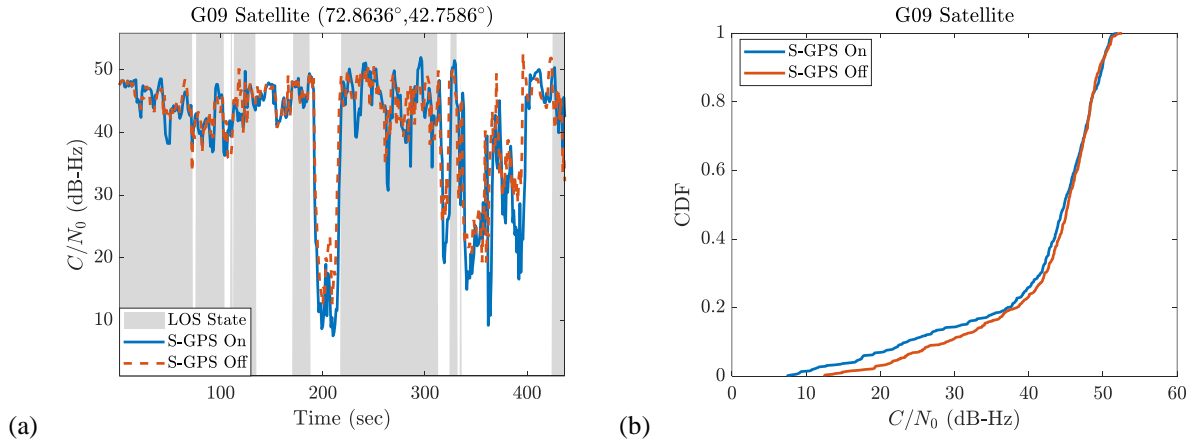 G09 Satellite (72.8636°,42.7586°)
50
40
30
20
10
C/N₀ (dB-Hz)
LOS State
S-GPS On
S-GPS Off
100
200
300
400
Time (sec)
(a)
G09 Satellite
1
0.8
0.6
0.4
0.2
0
CDF
S-GPS On
S-GPS Off
0
10
20
30
40
50
60
C/N₀ (dB-Hz)
(b)